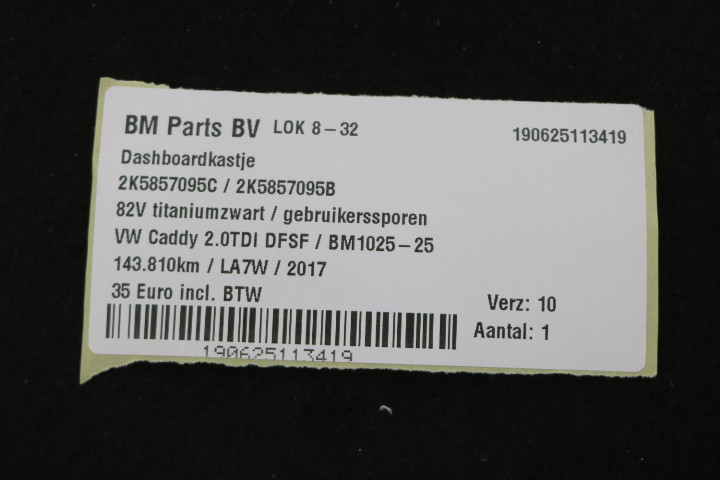 BM Parts BV LOK 8-32 190625113419
Dashboardkastje
2K5857095C / 2K5857095B
82V titaniumzwart / gebruikerssporen
VW Caddy 2.0TDI DFSF / BM1025-25
143.810km / LA7W / 2017
35 Euro incl. BTW
Verz: 10
Aantal: 1
190625113419